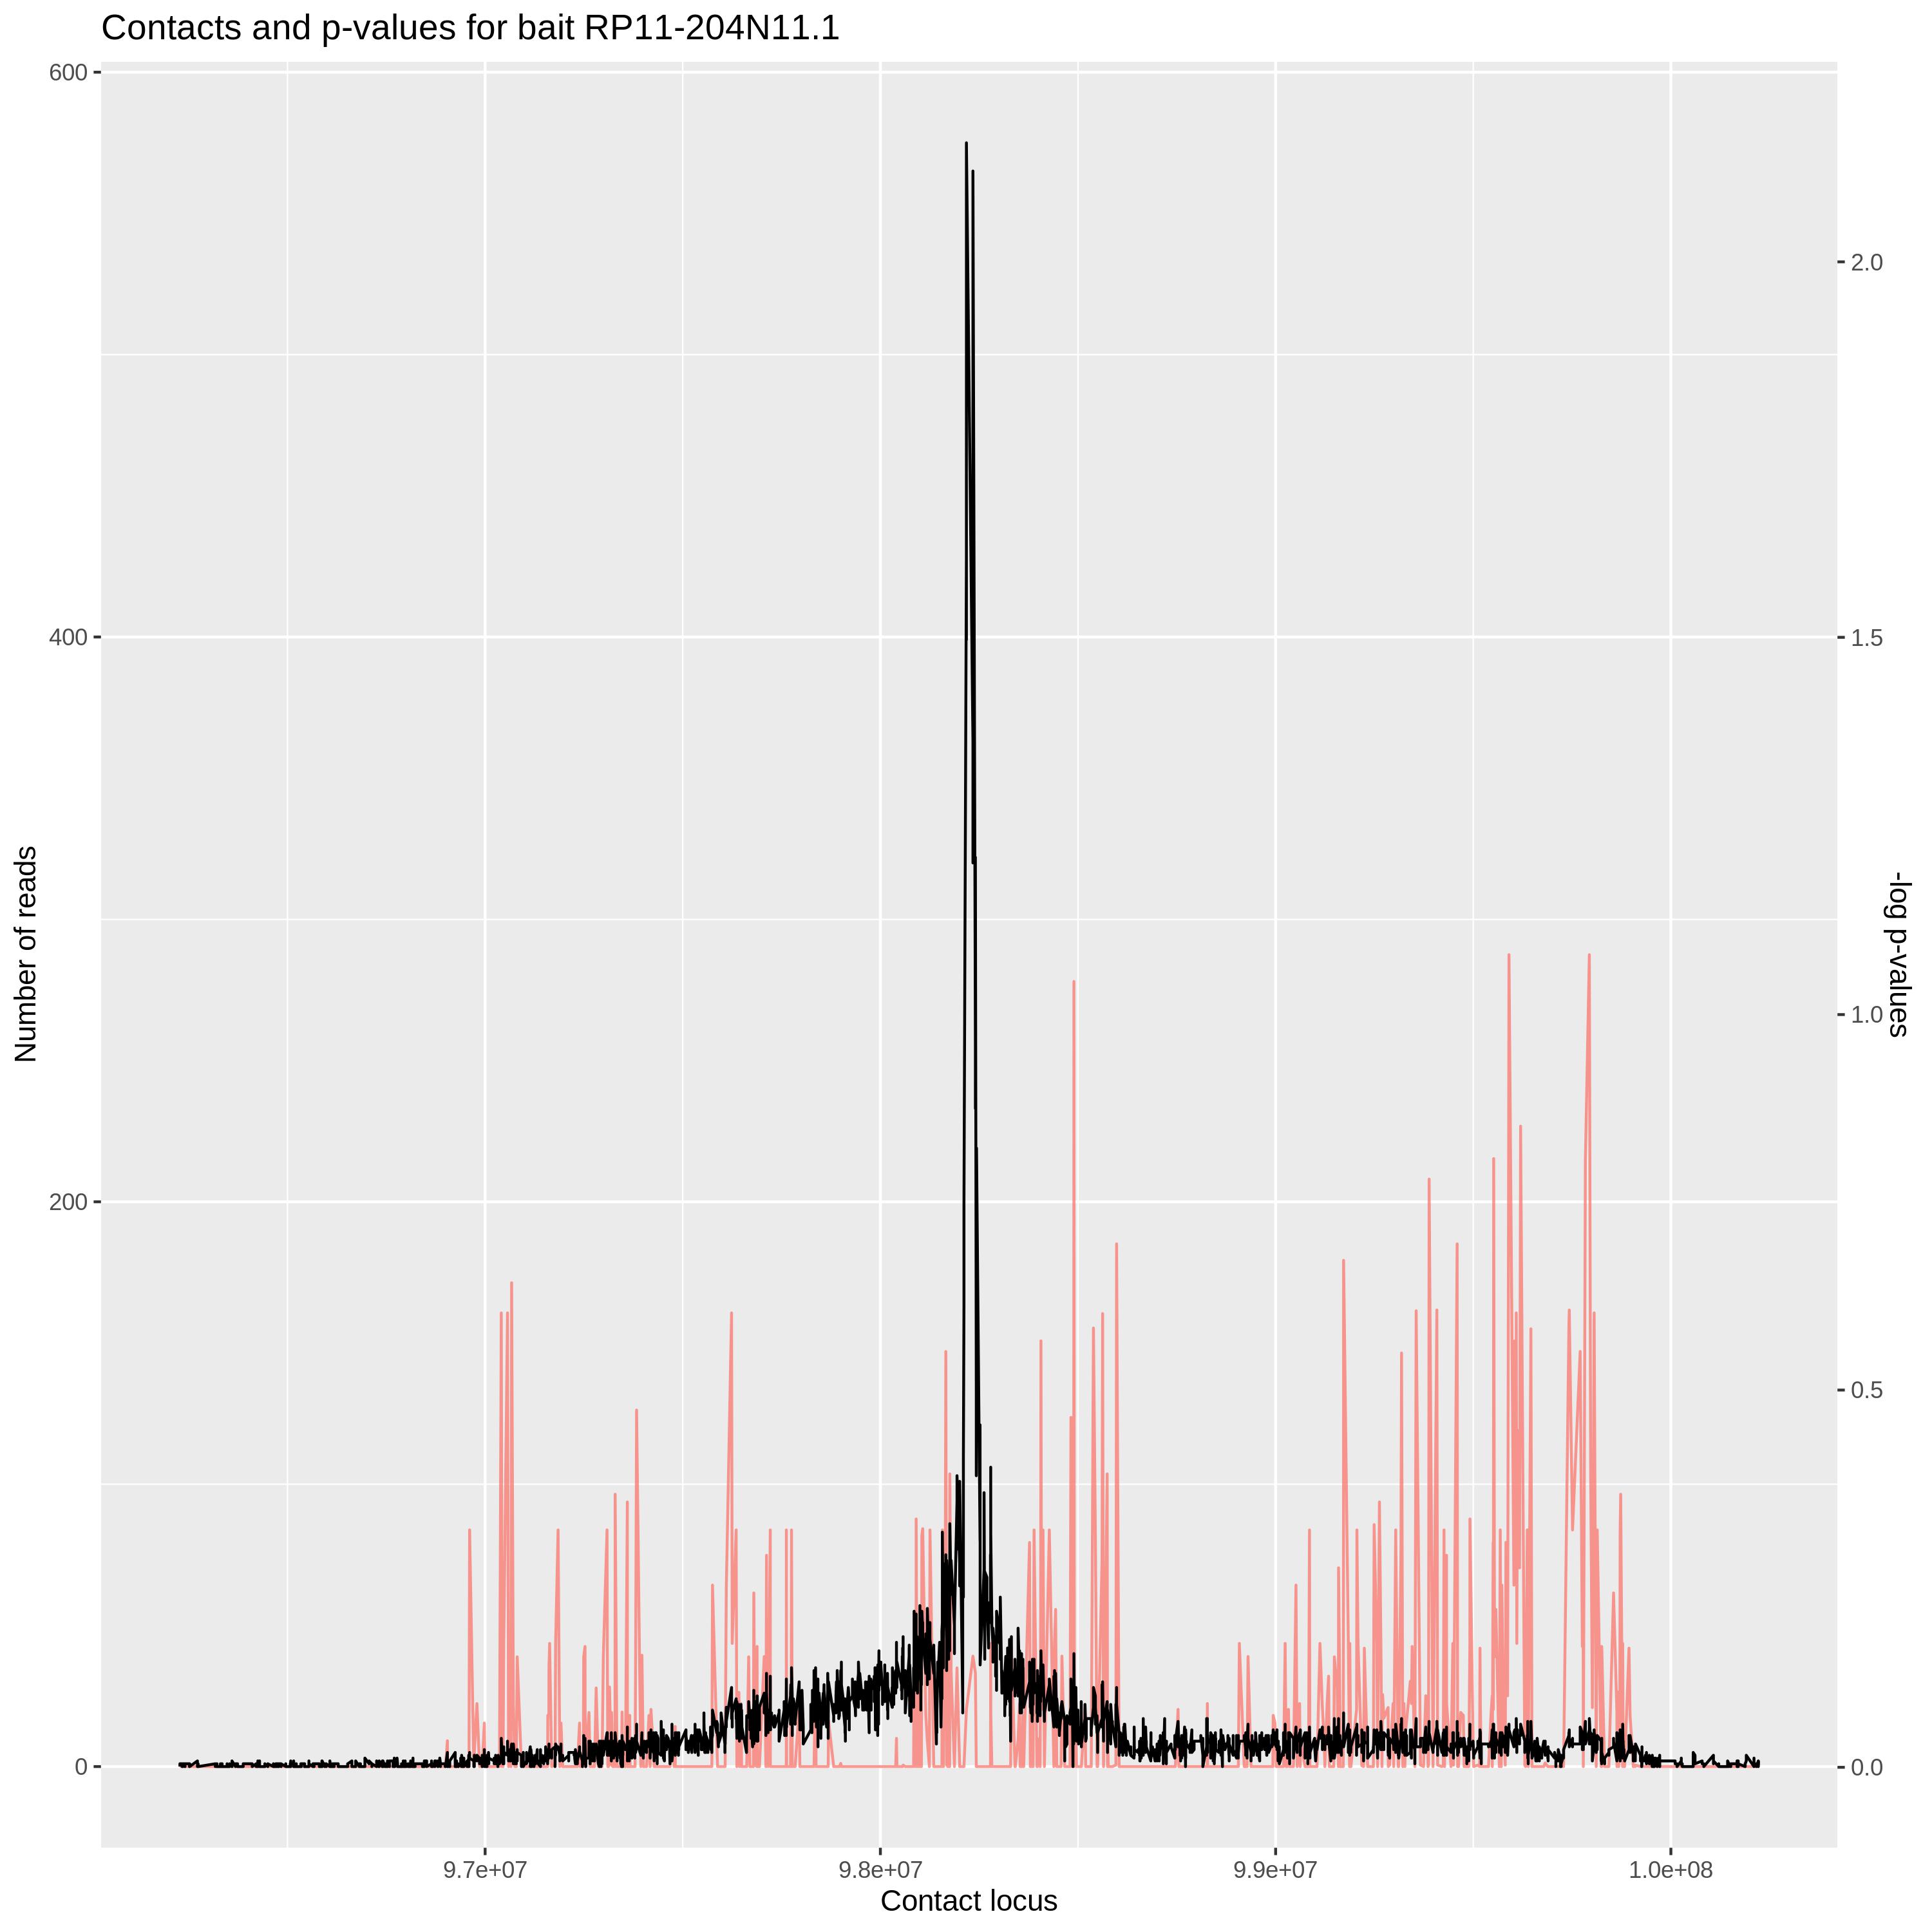 Contacts and p-values for bait RP11-204N11.1
600
400
200
0
Number of reads
2.0
1.5
1.0
0.5
0.0
-log p-values
9.7e+07
9.8e+07
9.9e+07
1.0e+08
Contact locus